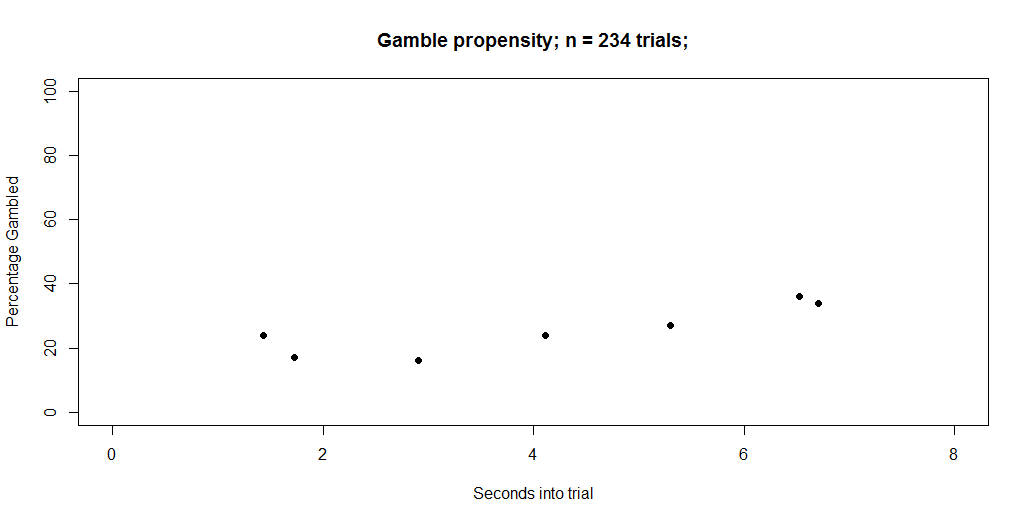 Gamble propensity; n = 234 trials;
Percentage Gambled
100
80
60
40
20
0
0 2 4 6 8
Seconds into trial